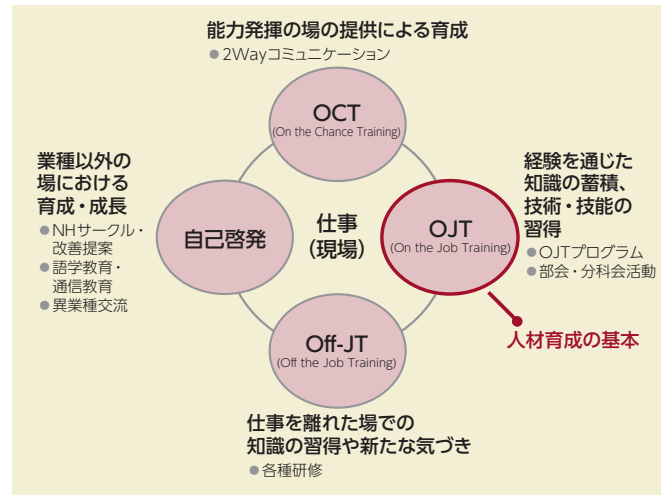 能力発揮の場の提供による育成
●2Wayコミュニケーション
OCT
(On the Chance Training)
業種以外の
場における
育成・成長
●NHサークル・
改善提案
●語学教育・
通信教育
●異業種交流
自己啓発
仕事
(現場)
OJT
(On the Job Training)
経験を通じた
知識の蓄積、
技術・技能の
習得
●OJTプログラム
●部会・分科会活動
人材育成の基本
Off-JT
(Off the Job Training)
仕事を離れた場での
知識の習得や新たな気づき
●各種研修